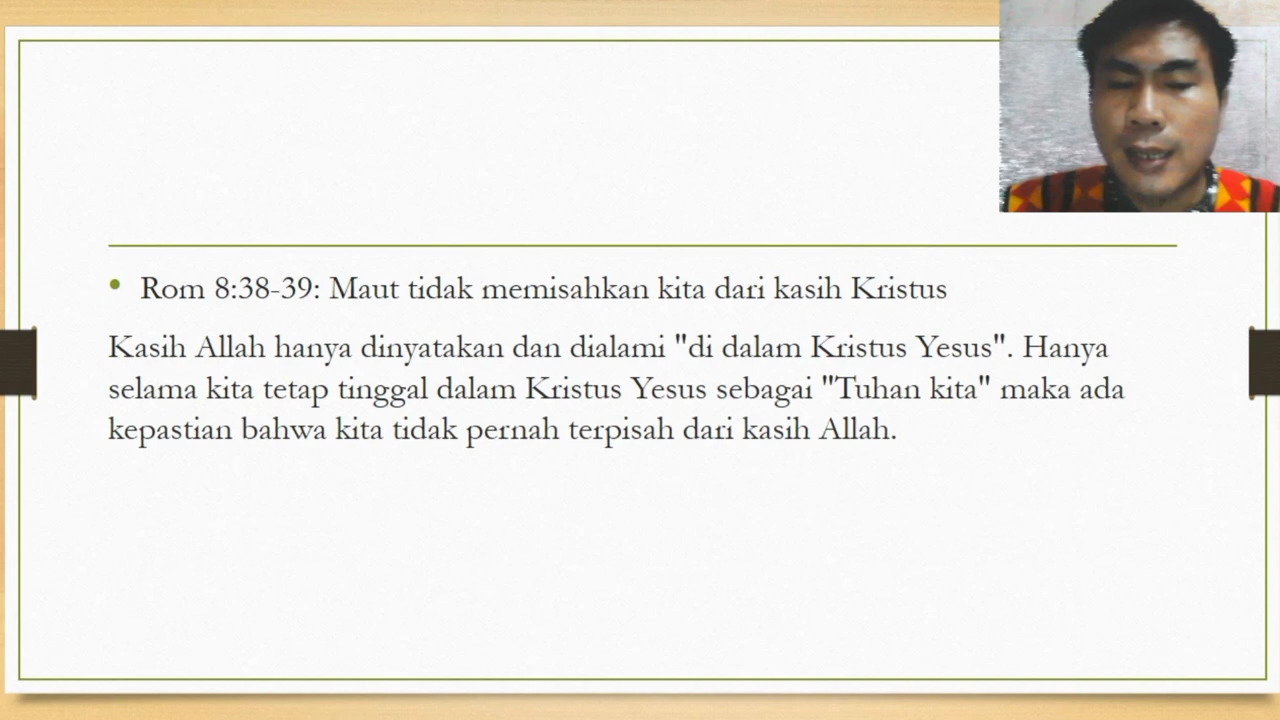 • Rom 8:38-39: Maut tidak memisahkan kita dari kasih Kristus
Kasih Allah hanya dinyatakan dan dialami "di dalam Kristus Yesus". Hanya
selama kita tetap tinggal dalam Kristus Yesus sebagai "Tuhan kita" maka ada
kepastian bahwa kita tidak pernah terpisah dari kasih Allah.